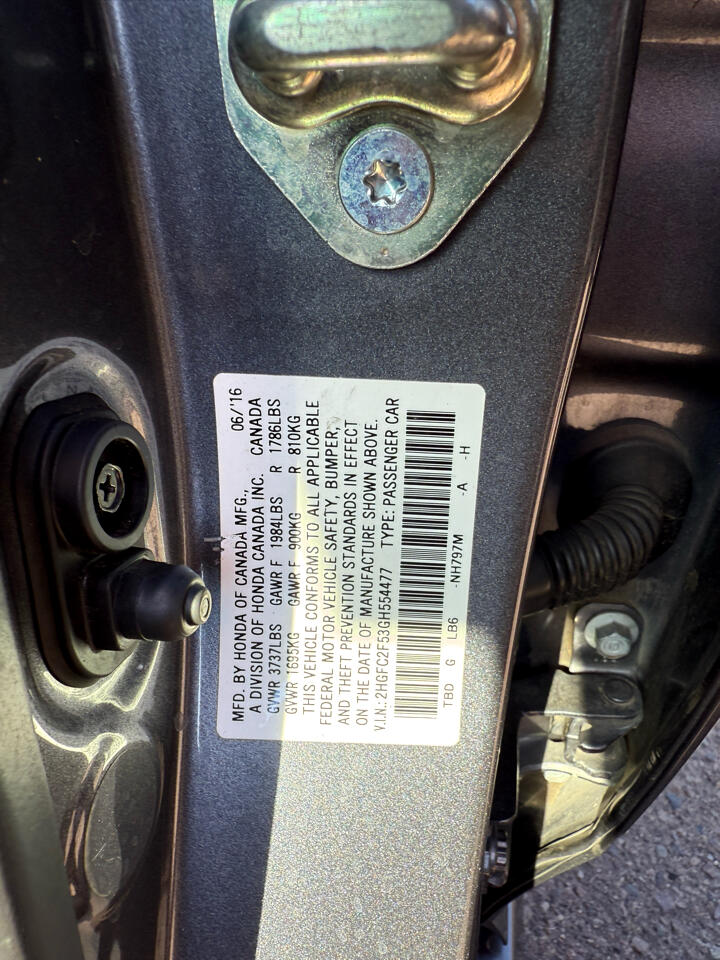 MFD. BY HONDA OF CANADA MFG., 06/'16
A DIVISION OF HONDA CANADA INC. CANADA
GVWR 3737LBS GAWR F 1984LBS R 1786LBS
GVWR 1695KG GAWR F 900KG R 810KG
THIS VEHICLE CONFORMS TO ALL APPLICABLE
FEDERAL MOTOR VEHICLE SAFETY, BUMPER,
AND THEFT PREVENTION STANDARDS IN EFFECT
ON THE DATE OF MANUFACTURE SHOWN ABOVE.
V.I.N.:2HGFC2F53GH554477 TYPE:PASSENGER CAR
TBD G LB6 -NH797M -A -H